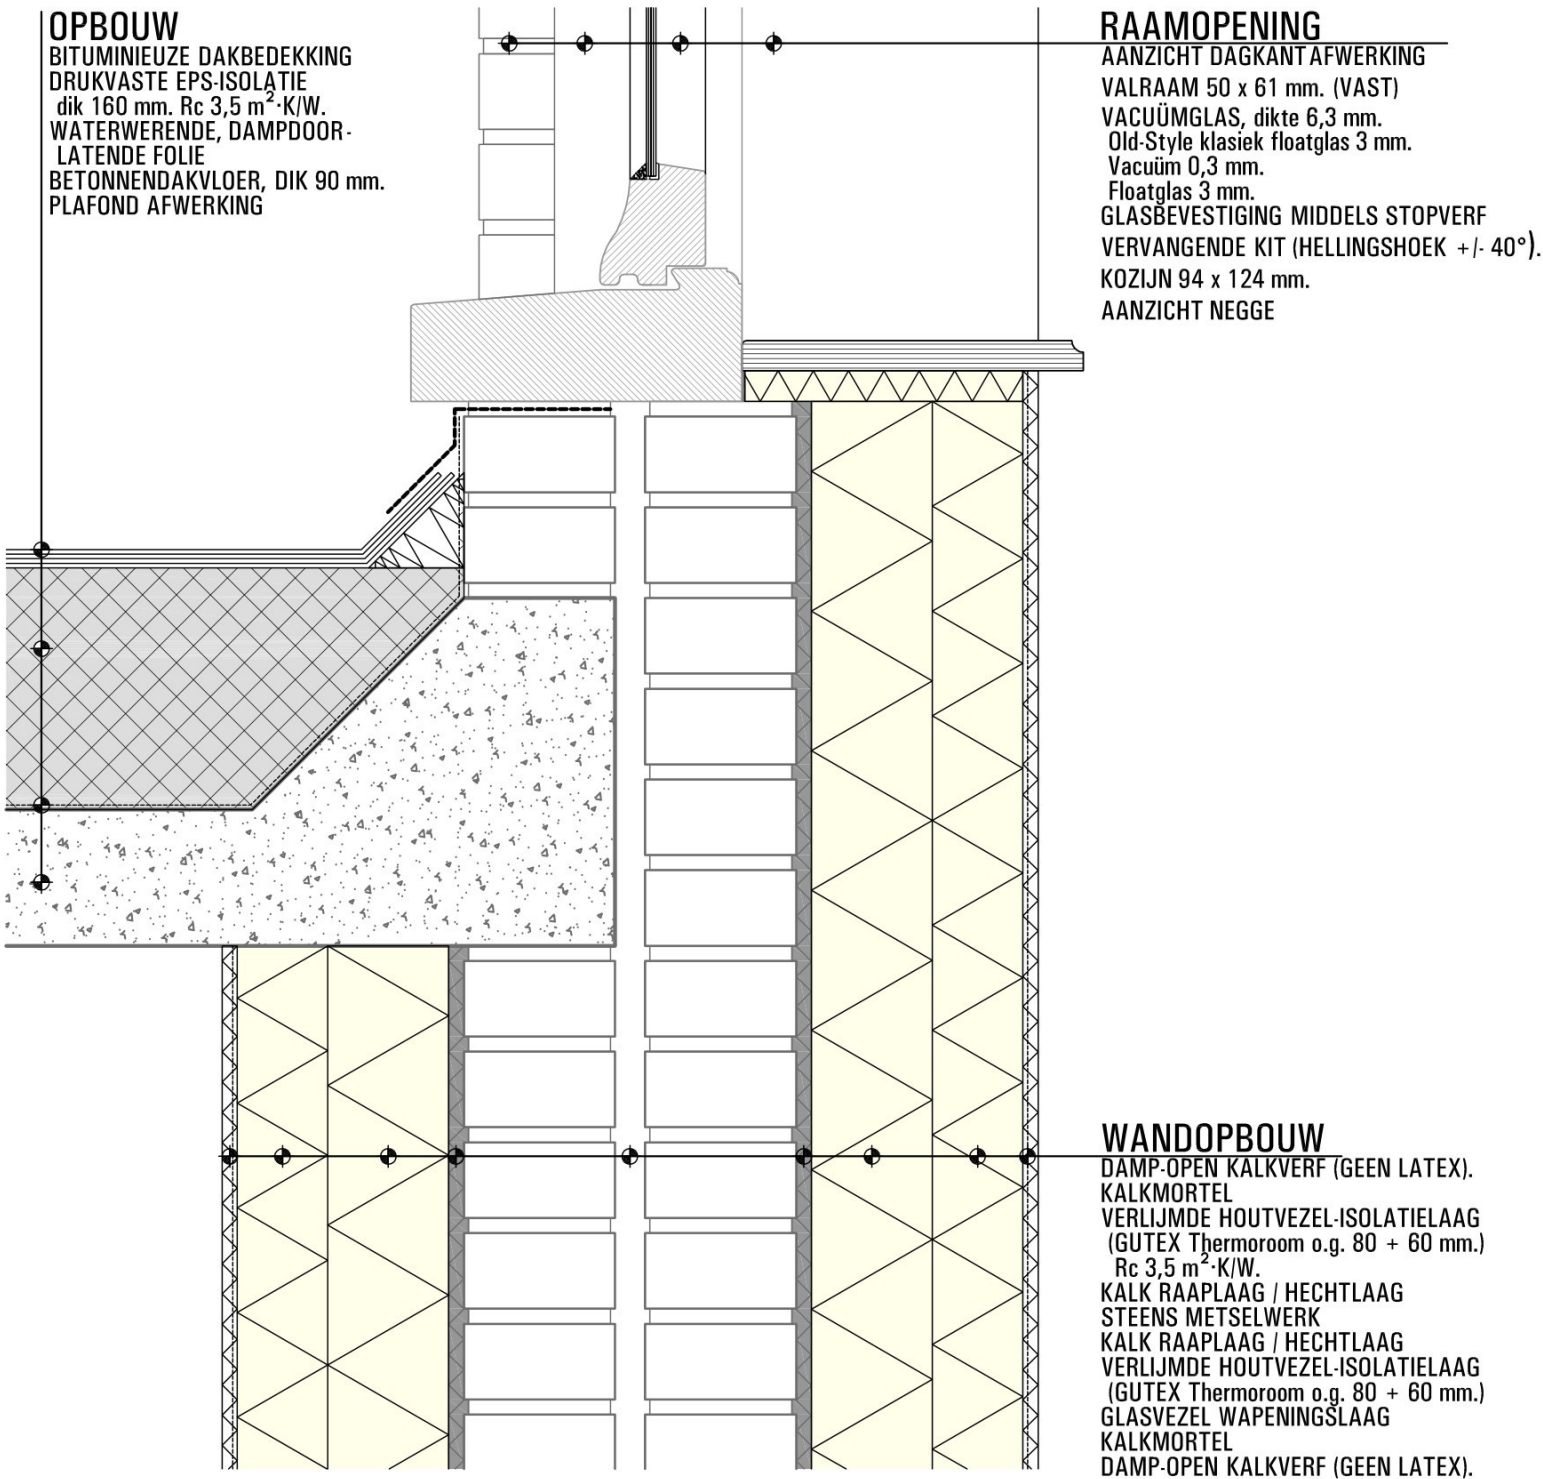 OPBOUW
BITUMINIEUZE DAKBEDEKKING
DRUKVASTE EPS-ISOLATIE
dik 160 mm. Rc 3,5 m²·K/W.
WATERWERENDE, DAMPDOOR-
LATENDE FOLIE
BETONNENDAKVLOER, DIK 90 mm.
PLAFOND AFWERKING
RAAMOPENING
AANZICHT DAGKANT AFWERKING
VALRAAM 50 x 61 mm. (VAST)
VACUÜMGLAS, dikte 6,3 mm.
Old-Style klasiek floatglas 3 mm.
Vacuüm 0,3 mm.
Floatglas 3 mm.
GLASBEVESTIGING MIDDELS STOPVERF
VERVANGENDE KIT (HELLINGSHOEK +/- 40°).
KOZIJN 94 x 124 mm.
AANZICHT NEGGE
WANDOPBOUW
DAMP-OPEN KALKVERF (GEEN LATEX).
KALKMORTEL
VERLIJMDE HOUTVEZEL-ISOLATIELAAG
(GUTEX Thermoroom o.g. 80 + 60 mm.)
Rc 3,5 m²·K/W.
KALK RAAPLAAG / HECHTLAAG
STEENS METSELWERK
KALK RAAPLAAG / HECHTLAAG
VERLIJMDE HOUTVEZEL-ISOLATIELAAG
(GUTEX Thermoroom o.g. 80 + 60 mm.)
GLASVEZEL WAPENINGSLAAG
KALKMORTEL
DAMP-OPEN KALKVERF (GEEN LATEX).